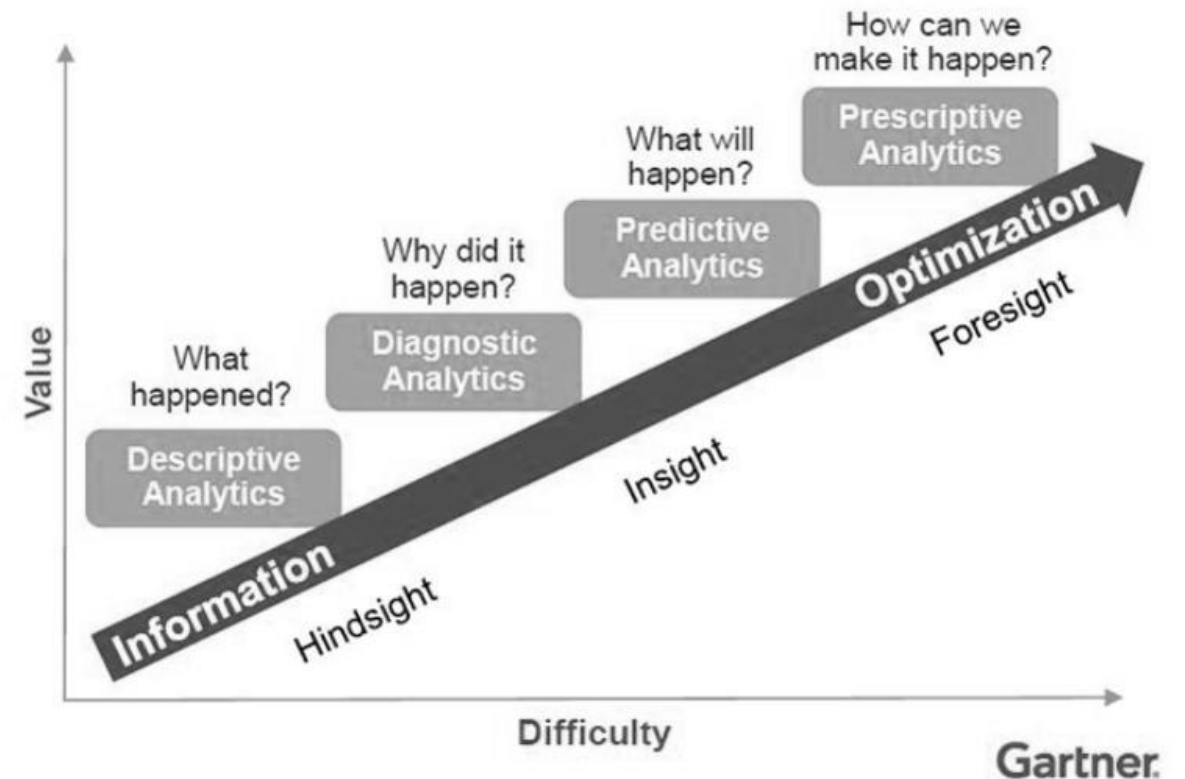 How can we
make it happen?
Prescriptive
Analytics
What will
happen?
Predictive
Analytics
Why did it
happen?
Diagnostic
Analytics
What
happened?
Descriptive
Analytics
Information
Optimization
Hindsight
Insight
Foresight
Value
Difficulty
Gartner.